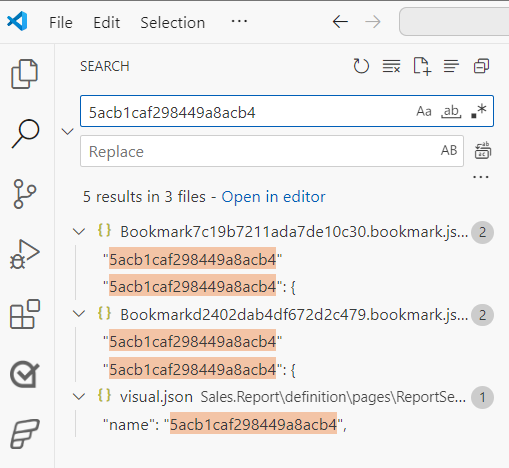 File Edit Selection ...
SEARCH
5acb1caf298449a8acb4 Aa ab .*
Replace AB
...
5 results in 3 files - Open in editor
{} Bookmark7c19b7211ada7de10c30.bookmark.js... 2
"5acb1caf298449a8acb4"
"5acb1caf298449a8acb4": {
{} Bookmarkd2402dab4df672d2c479.bookmark.js... 2
"5acb1caf298449a8acb4"
"5acb1caf298449a8acb4": {
{} visual.json Sales.Report\definition\pages\ReportSe... 1
"name": "5acb1caf298449a8acb4",